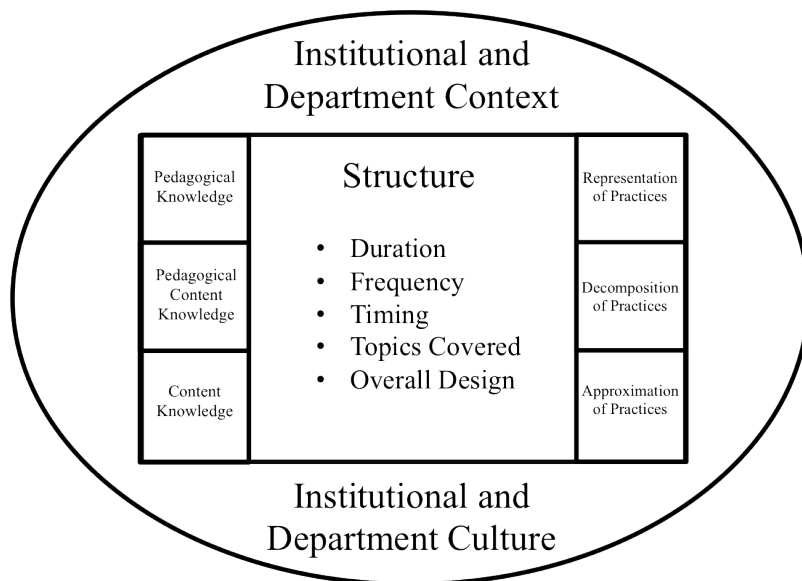 Institutional and
Department Context
Pedagogical
Knowledge
Pedagogical
Content
Knowledge
Content
Knowledge
Structure
• Duration
• Frequency
• Timing
• Topics Covered
• Overall Design
Representation
of Practices
Decomposition
of Practices
Approximation
of Practices
Institutional and
Department Culture